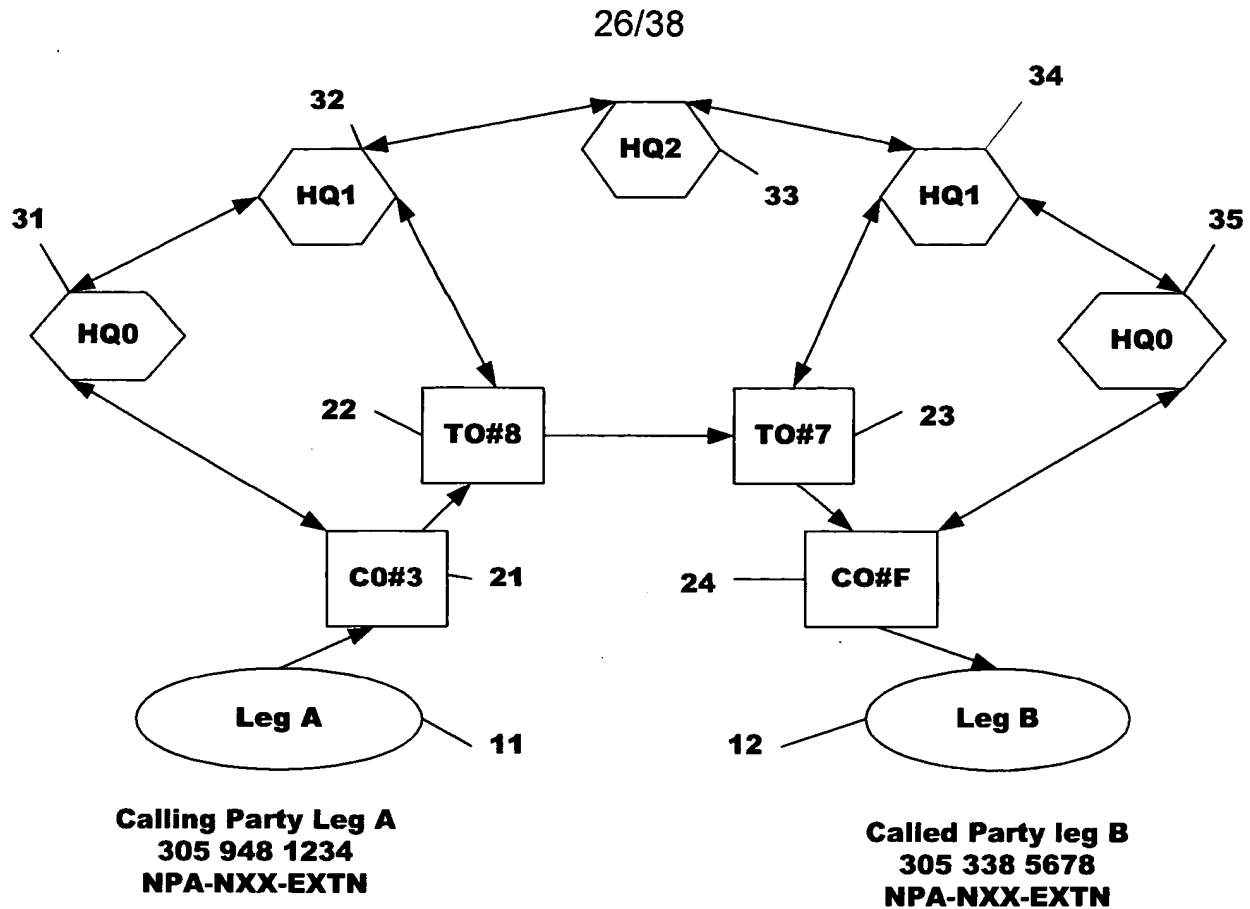 26/38
32
34
HQ2
HQ1
HQ1
33
31
35
HQ0
HQ0
22
TO#8
TO#7
23
C0#3
21
24
CO#F
Leg A
Leg B
11
12
Calling Party Leg A
305 948 1234
NPA-NXX-EXTN
Called Party leg B
305 338 5678
NPA-NXX-EXTN